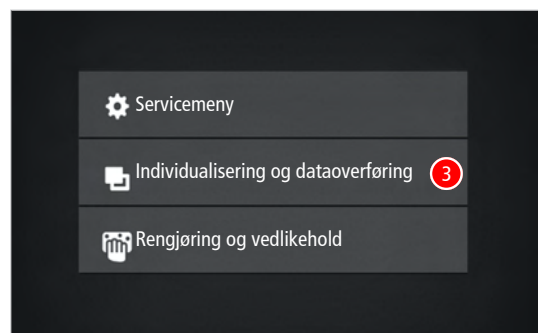 Servicemeny
Individualisering og dataoverføring 3
Rengjøring og vedlikehold